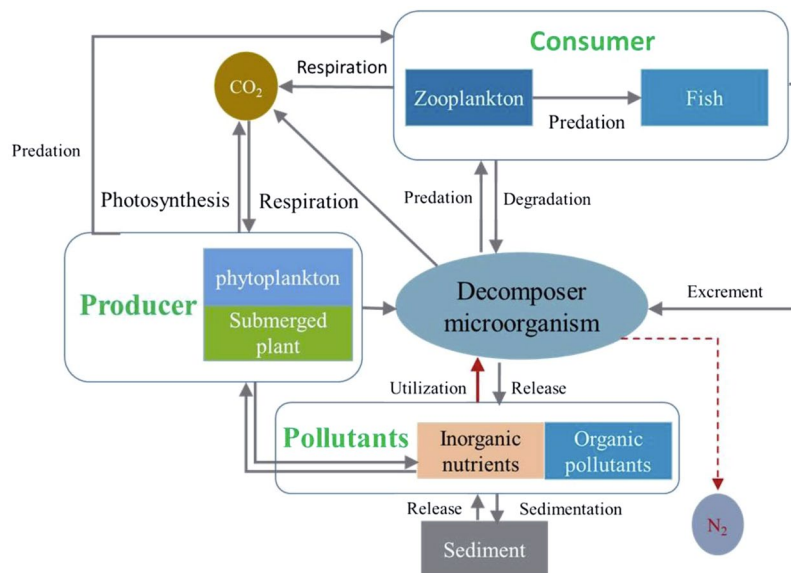 Consumer
Respiration
CO₂
Zooplankton
Fish
Predation
Predation
Photosynthesis
Respiration
Predation
Degradation
phytoplankton
Producer
Submerged
plant
Decomposer
microorganism
Excrement
Utilization
Release
Pollutants
Inorganic
nutrients
Organic
pollutants
Release
Sedimentation
N₂
Sediment